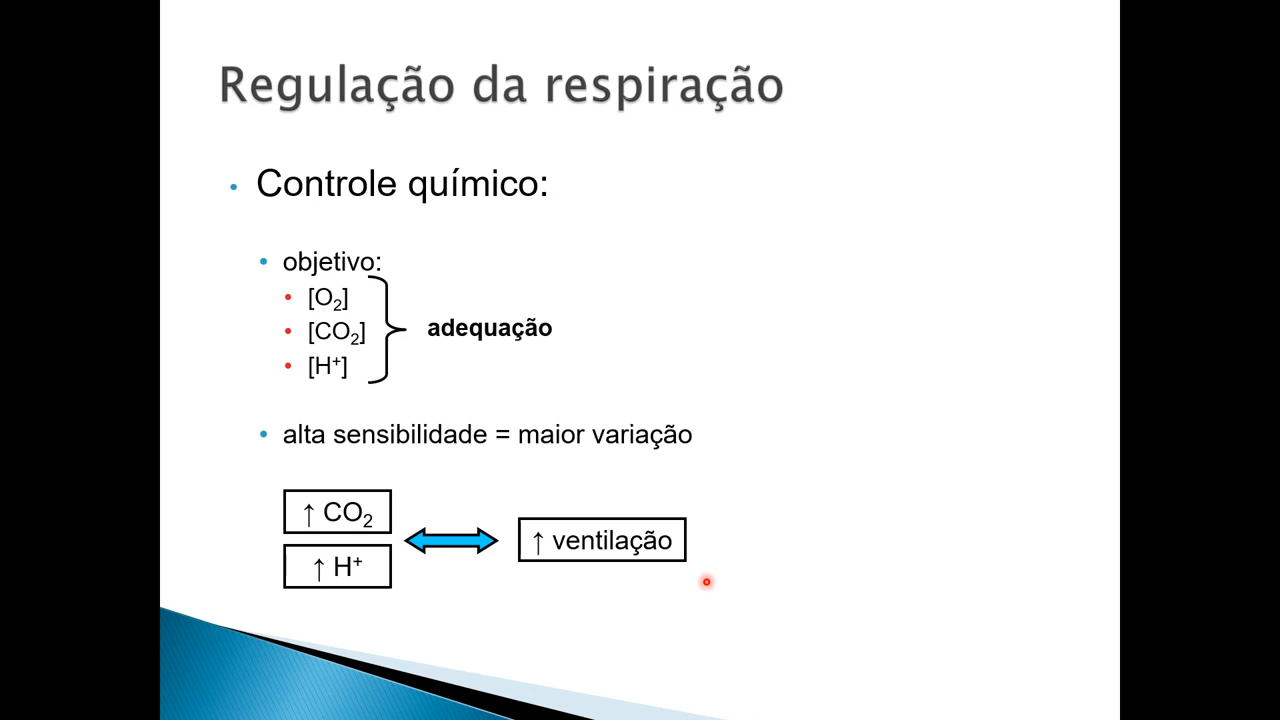 Regulação da respiração
• Controle químico:
• objetivo:
• [O₂]
• [CO₂]
• [H⁺]
adequação
• alta sensibilidade = maior variação
↑ CO₂
↑ H⁺
↑ ventilação